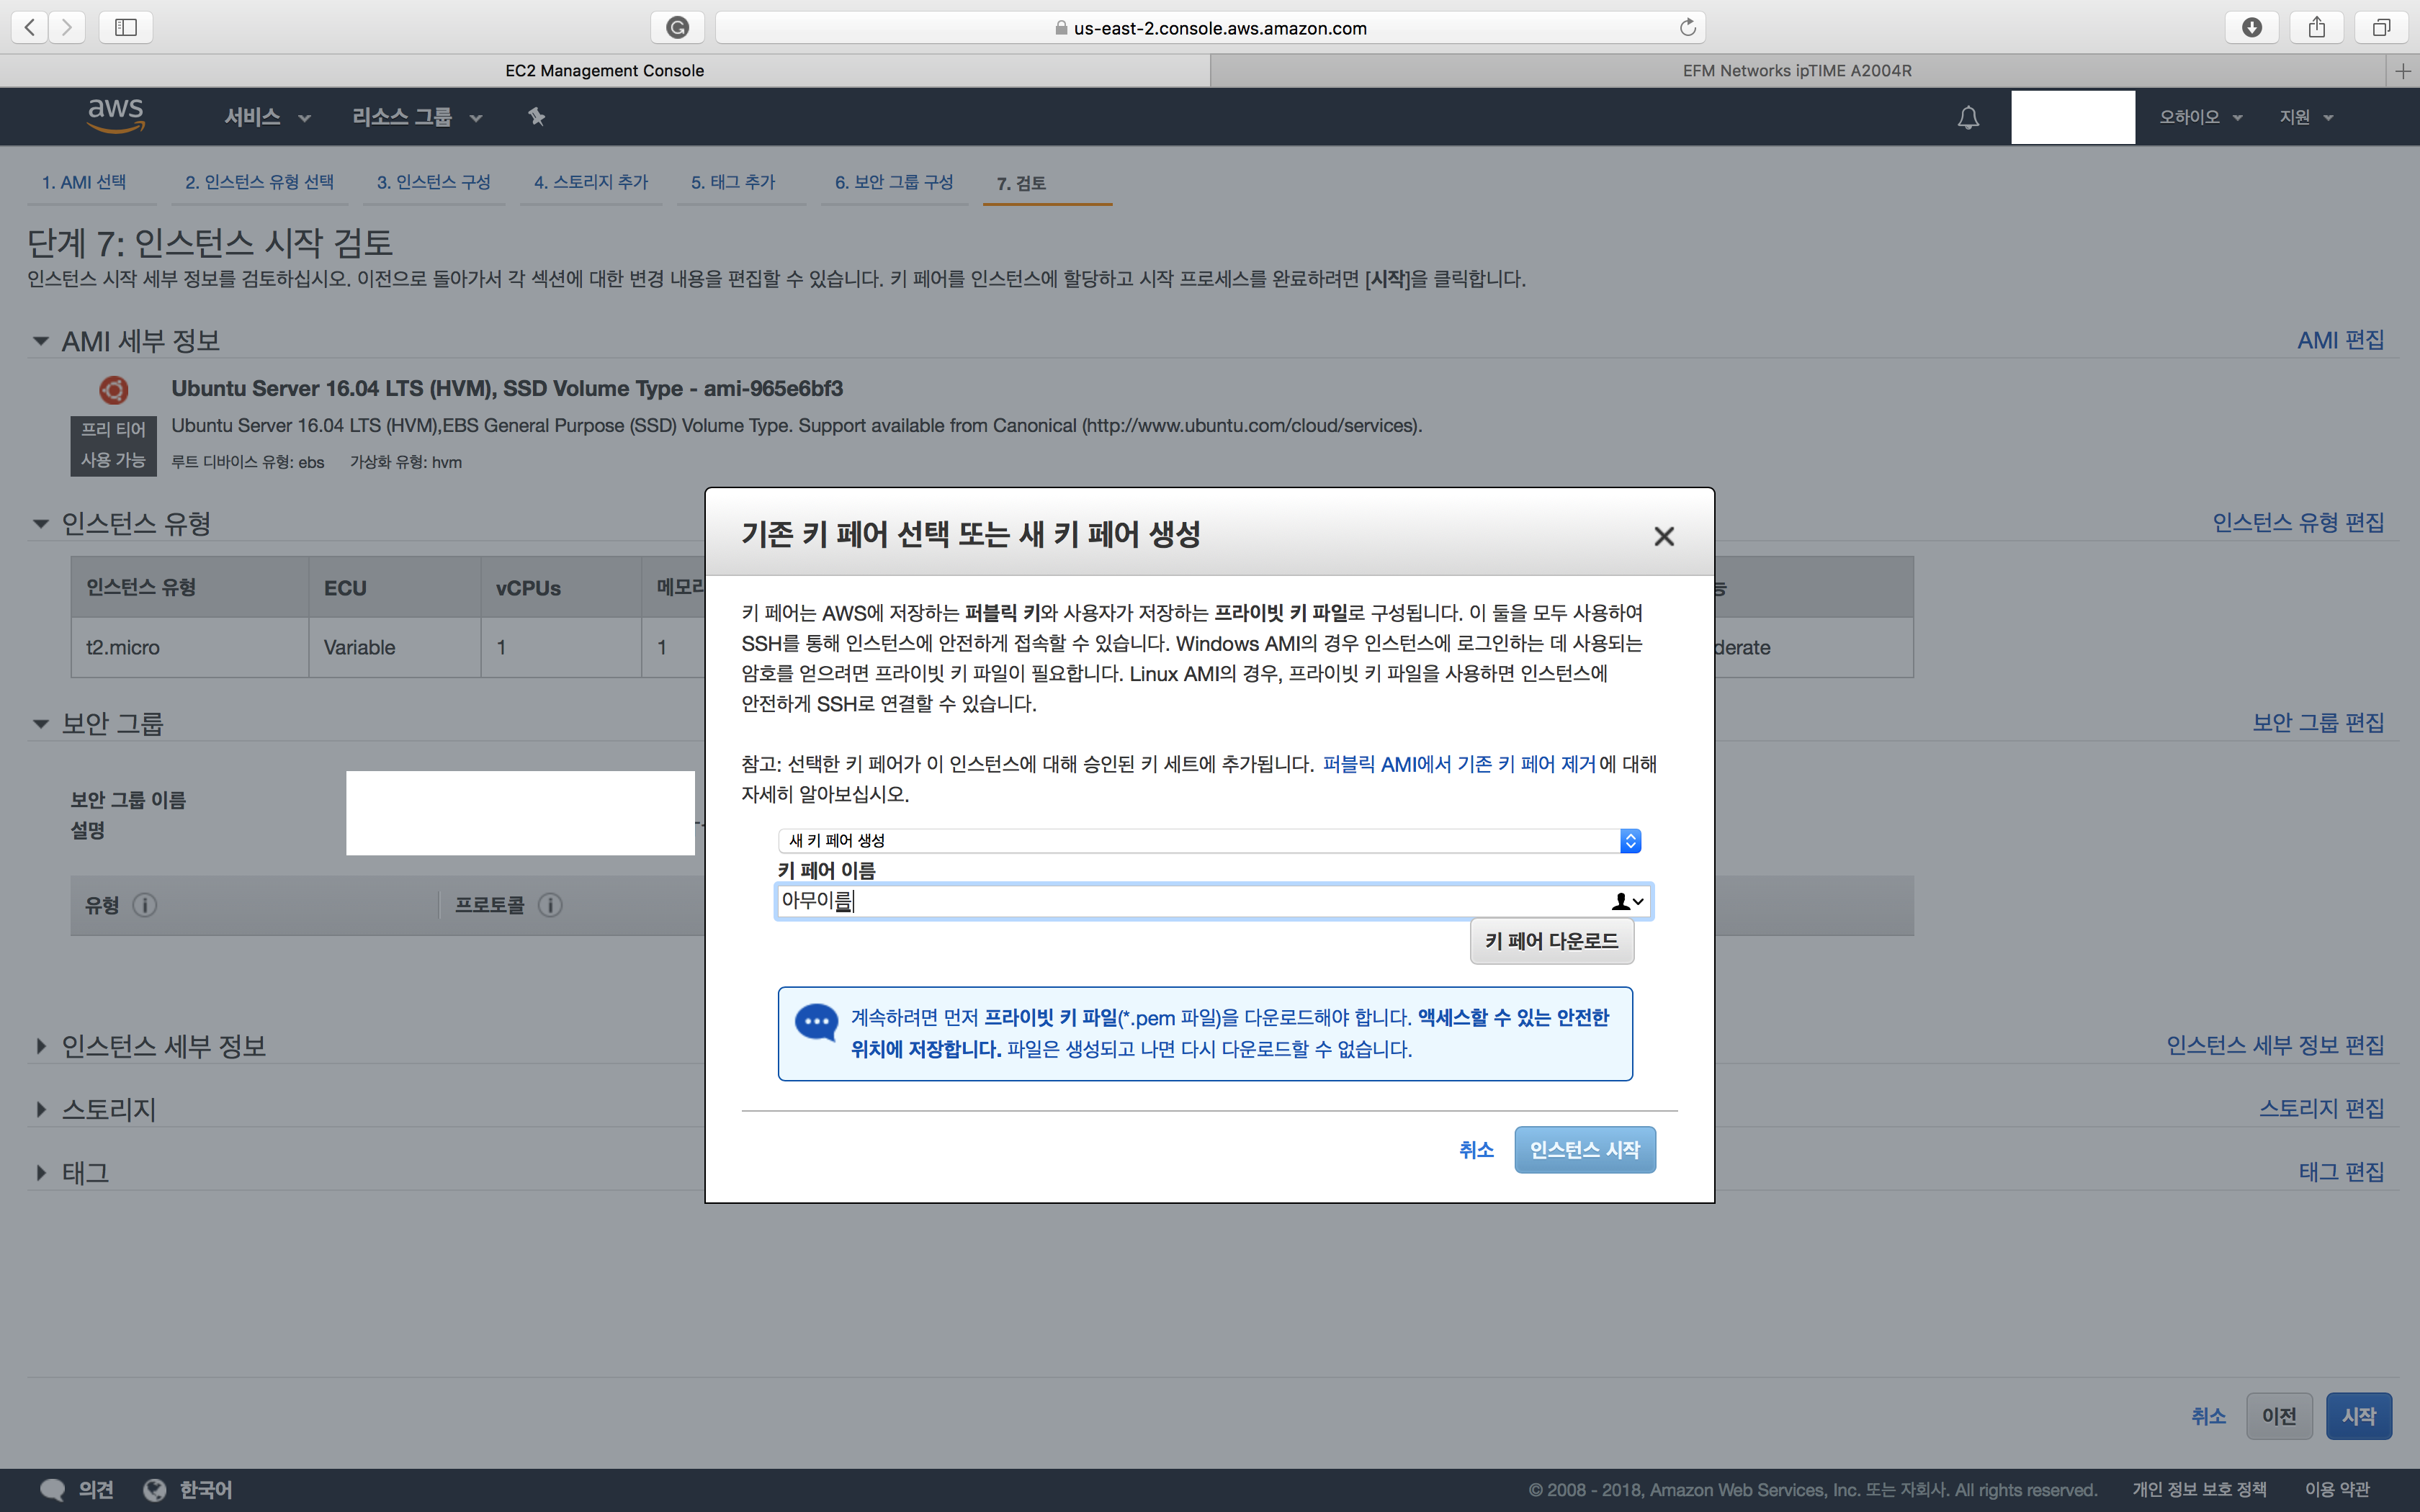 us-east-2.console.aws.amazon.com
EC2 Management Console
EFM Networks ipTIME A2004R
aws
서비스
리소스 그룹
오하이오
지원
1. AMI 선택
2. 인스턴스 유형 선택
3. 인스턴스 구성
4. 스토리지 추가
5. 태그 추가
6. 보안 그룹 구성
7. 검토
단계 7: 인스턴스 시작 검토
인스턴스 시작 세부 정보를 검토하십시오. 이전으로 돌아가서 각 섹션에 대한 변경 내용을 편집할 수 있습니다. 키 페어를 인스턴스에 할당하고 시작 프로세스를 완료하려면 [시작]을 클릭합니다.
AMI 세부 정보
AMI 편집
Ubuntu Server 16.04 LTS (HVM), SSD Volume Type - ami-965e6bf3
프리 티어
사용 가능
Ubuntu Server 16.04 LTS (HVM),EBS General Purpose (SSD) Volume Type. Support available from Canonical (http://www.ubuntu.com/cloud/services).
루트 디바이스 유형: ebs 가상화 유형: hvm
인스턴스 유형
인스턴스 유형 편집
인스턴스 유형
ECU
vCPUs
메모리
t2.micro
Variable
1
1
derate
보안 그룹
보안 그룹 편집
보안 그룹 이름
설명
유형
프로토콜
인스턴스 세부 정보
인스턴스 세부 정보 편집
스토리지
스토리지 편집
태그
태그 편집
기존 키 페어 선택 또는 새 키 페어 생성
키 페어는 AWS에 저장하는 퍼블릭 키와 사용자가 저장하는 프라이빗 키 파일로 구성됩니다. 이 둘을 모두 사용하여
SSH를 통해 인스턴스에 안전하게 접속할 수 있습니다. Windows AMI의 경우 인스턴스에 로그인하는 데 사용되는
암호를 얻으려면 프라이빗 키 파일이 필요합니다. Linux AMI의 경우, 프라이빗 키 파일을 사용하면 인스턴스에
안전하게 SSH로 연결할 수 있습니다.
참고: 선택한 키 페어가 이 인스턴스에 대해 승인된 키 세트에 추가됩니다. 퍼블릭 AMI에서 기존 키 페어 제거에 대해
자세히 알아보십시오.
새 키 페어 생성
키 페어 이름
아무이름
키 페어 다운로드
계속하려면 먼저 프라이빗 키 파일(*.pem 파일)을 다운로드해야 합니다. 액세스할 수 있는 안전한
위치에 저장합니다. 파일은 생성되고 나면 다시 다운로드할 수 없습니다.
취소
인스턴스 시작
취소
이전
시작
의견
한국어
© 2008 - 2018, Amazon Web Services, Inc. 또는 자회사. All rights reserved.
개인 정보 보호 정책
이용 약관